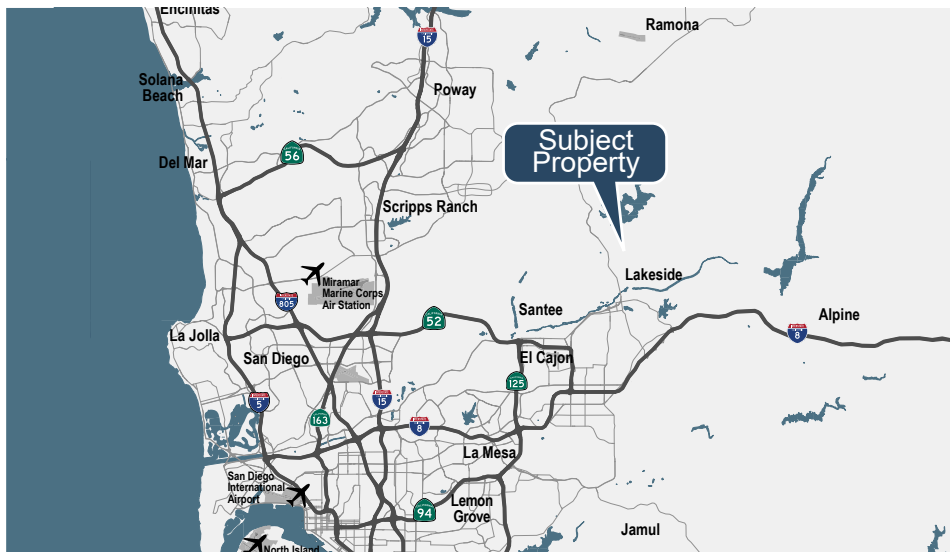 Encinitas
Ramona
15
Solana
Beach
Poway
Subject
Property
56
Del Mar
Scripps Ranch
Miramar
Marine Corps
Air Station
Lakeside
805
52
Santee
Alpine
8
La Jolla
San Diego
El Cajon
125
5
15
163
8
La Mesa
San Diego
International
Airport
Lemon
Grove
94
Jamul
North Island